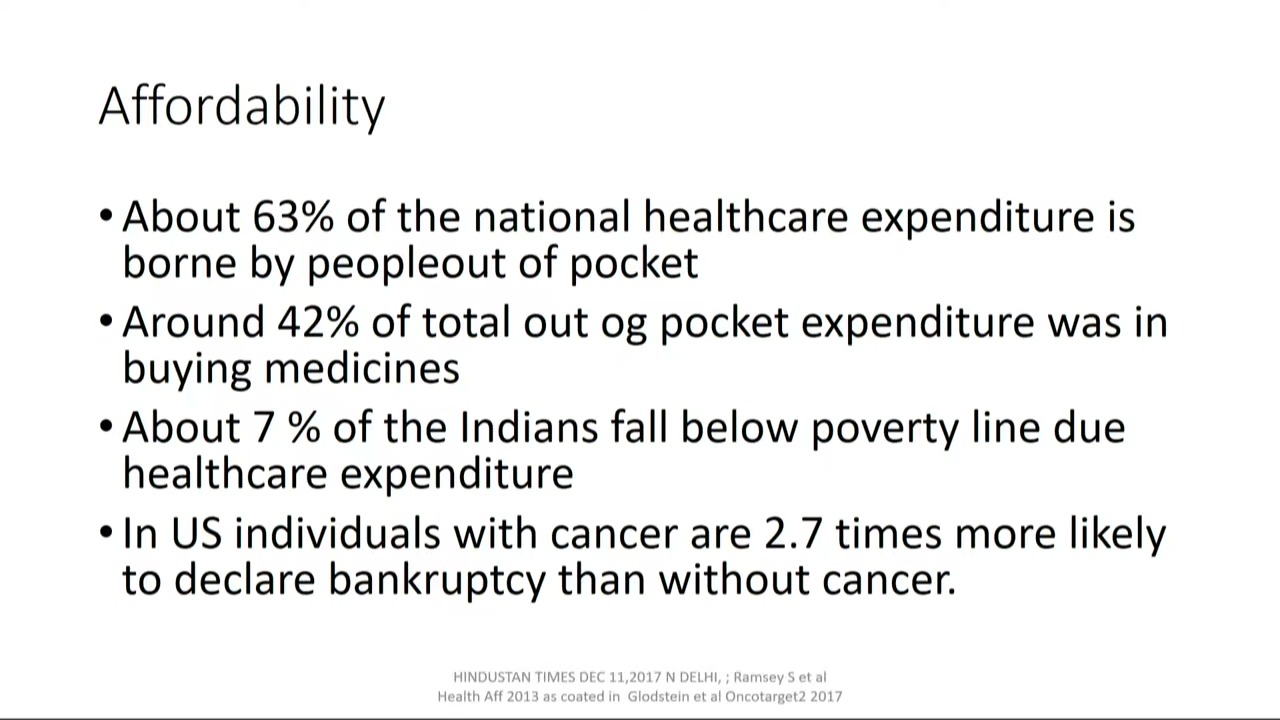 Affordability
• About 63% of the national healthcare expenditure is
borne by peopleout of pocket
• Around 42% of total out og pocket expenditure was in
buying medicines
• About 7 % of the Indians fall below poverty line due
healthcare expenditure
• In US individuals with cancer are 2.7 times more likely
to declare bankruptcy than without cancer.
HINDUSTAN TIMES DEC 11,2017 N DELHI, ; Ramsey S et al
Health Aff 2013 as coated in Glodstein et al Oncotarget2 2017